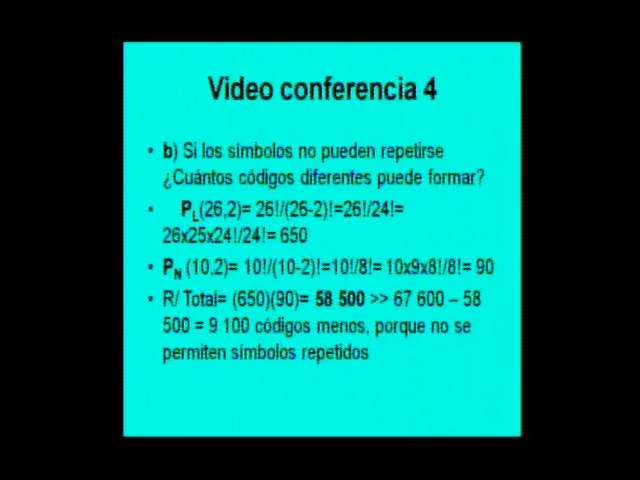 Video conferencia 4
• b) Si los símbolos no pueden repetirse
¿Cuántos códigos diferentes puede formar?
• PL(26,2)= 26!/(26-2)!=26!/24!=
26x25x24!/24!= 650
• PN (10,2)= 10!/(10-2)!=10!/8!= 10x9x8!/8!= 90
• R/ Total= (650)(90)= 58 500 >> 67 600 – 58
500 = 9 100 códigos menos, porque no se
permiten símbolos repetidos